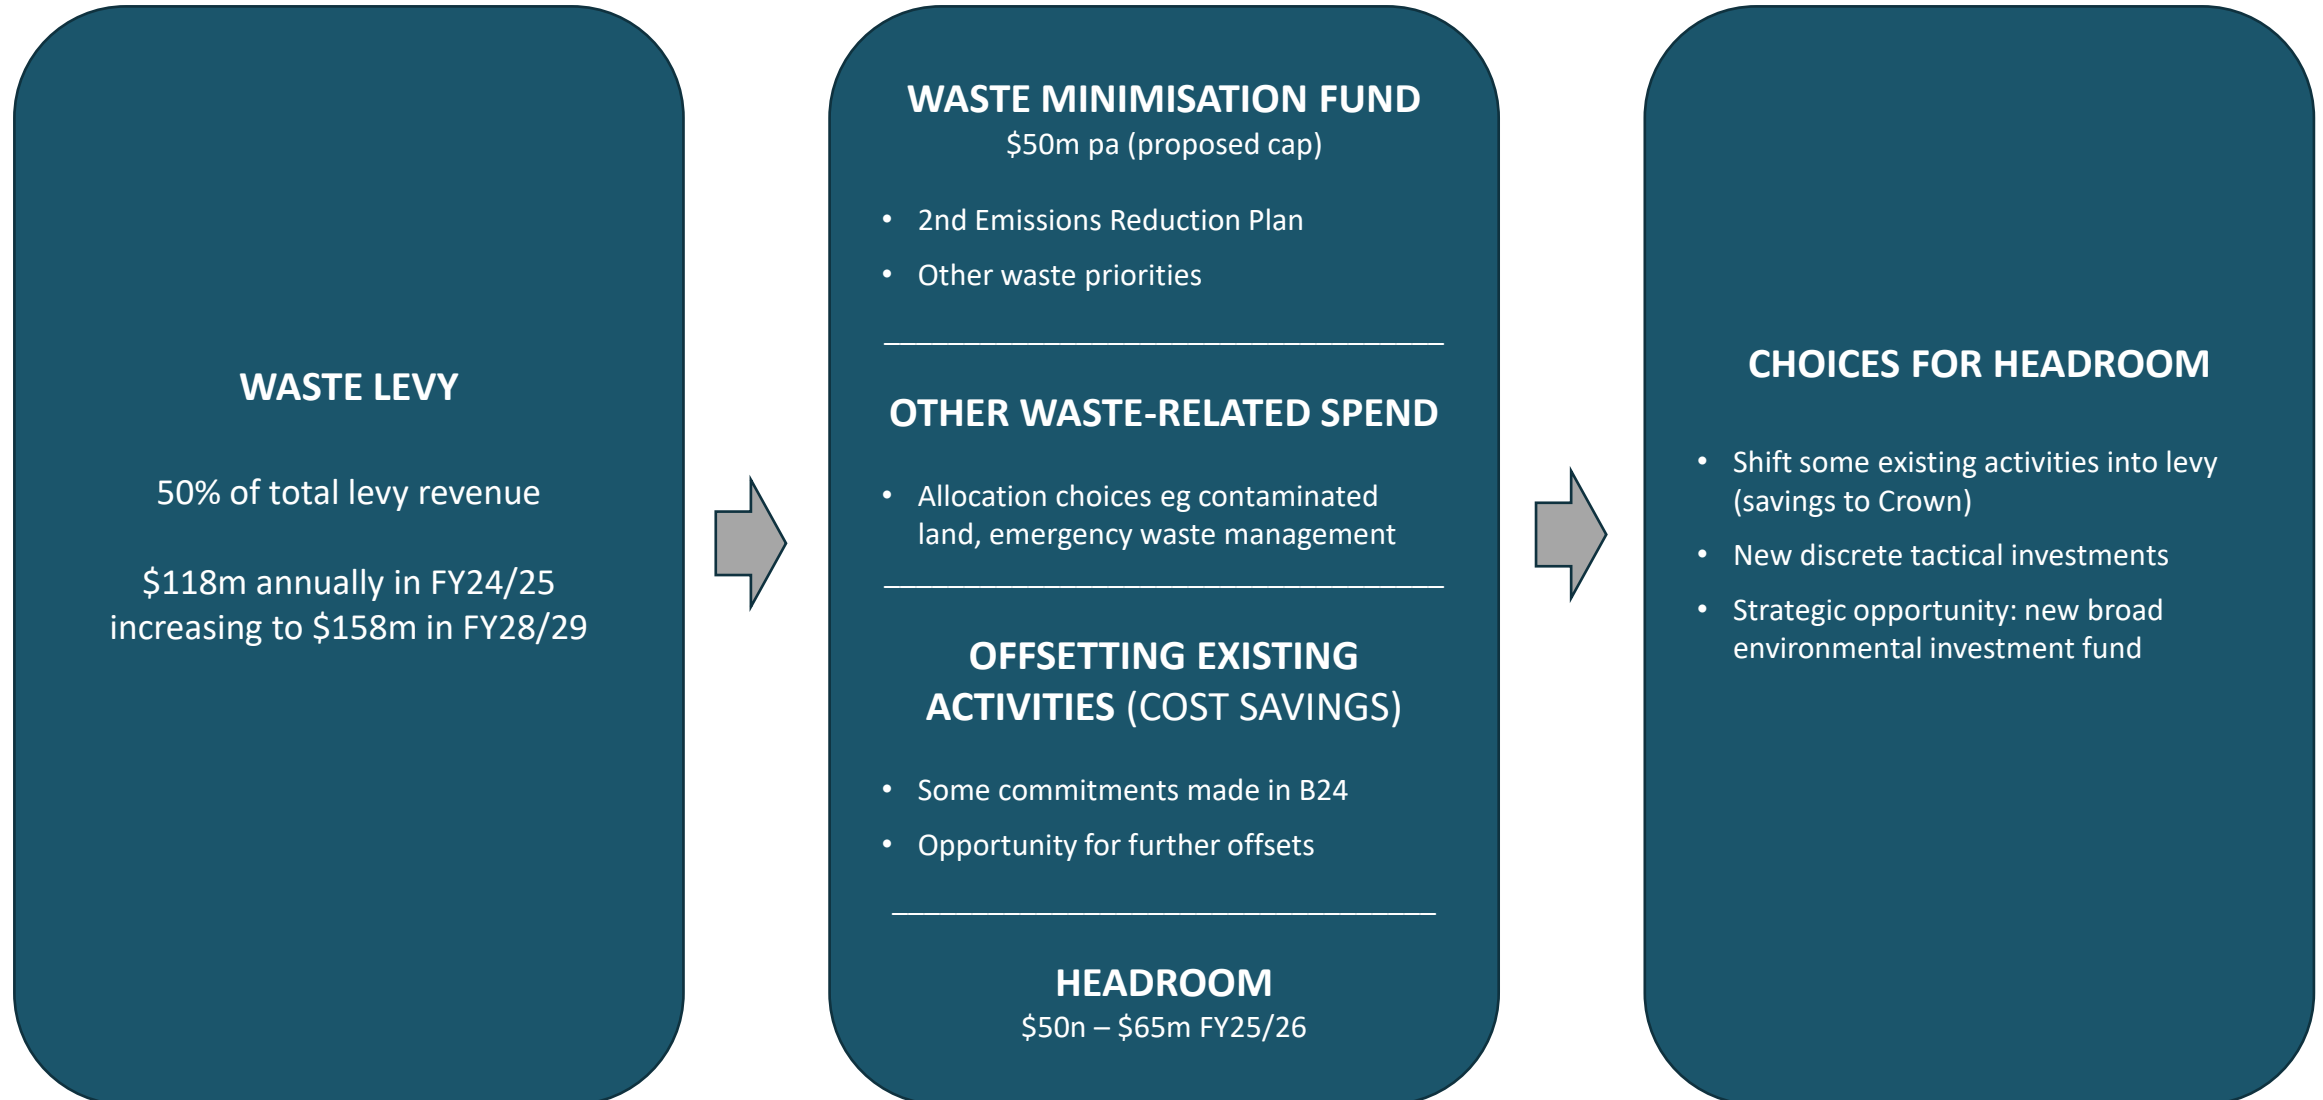 WASTE LEVY
50% of total levy revenue
$118m annually in FY24/25
increasing to $158m in FY28/29
WASTE MINIMISATION FUND
$50m pa (proposed cap)
• 2nd Emissions Reduction Plan
• Other waste priorities
OTHER WASTE-RELATED SPEND
• Allocation choices eg contaminated
land, emergency waste management
OFFSETTING EXISTING
ACTIVITIES (COST SAVINGS)
• Some commitments made in B24
• Opportunity for further offsets
HEADROOM
$50n – $65m FY25/26
CHOICES FOR HEADROOM
• Shift some existing activities into levy
(savings to Crown)
• New discrete tactical investments
• Strategic opportunity: new broad
environmental investment fund